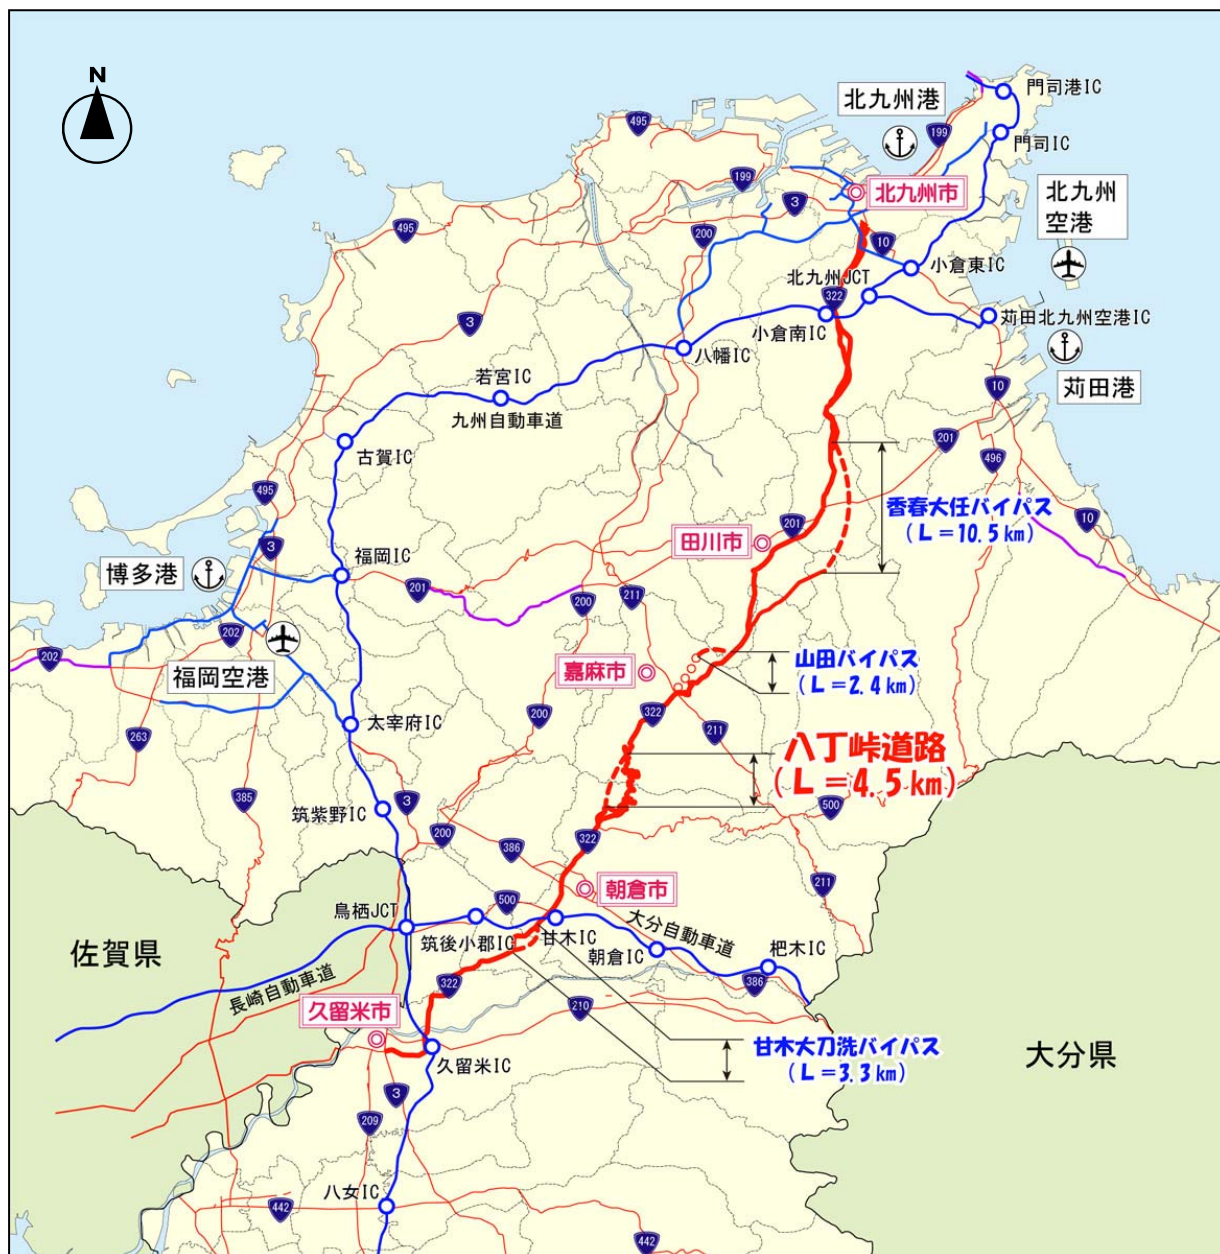 N
門司港IC
北九州港
495
199
門司IC
199
北九州市
北九州
空港
3
495
200
10
小倉東IC
北九州JCT
322
3
小倉南IC
苅田北九州空港IC
八幡IC
若宮IC
九州自動車道
10
苅田港
古賀IC
201
496
495
香春大任バイパス
(L=10.5km)
201
10
田川市
3
博多港
福岡IC
201
200
211
202
202
福岡空港
嘉麻市
山田バイパス
(L=2.4km)
322
200
211
太宰府IC
263
八丁峠道路
(L=4.5km)
385
3
筑紫野IC
500
200
386
322
211
朝倉市
500
鳥栖JCT
大分自動車道
佐賀県
筑後小郡IC
甘木IC
朝倉IC
杷木IC
長崎自動車道
322
386
210
久留米市
甘木大刀洗バイパス
(L=3.3km)
大分県
久留米IC
3
209
八女IC
442
442